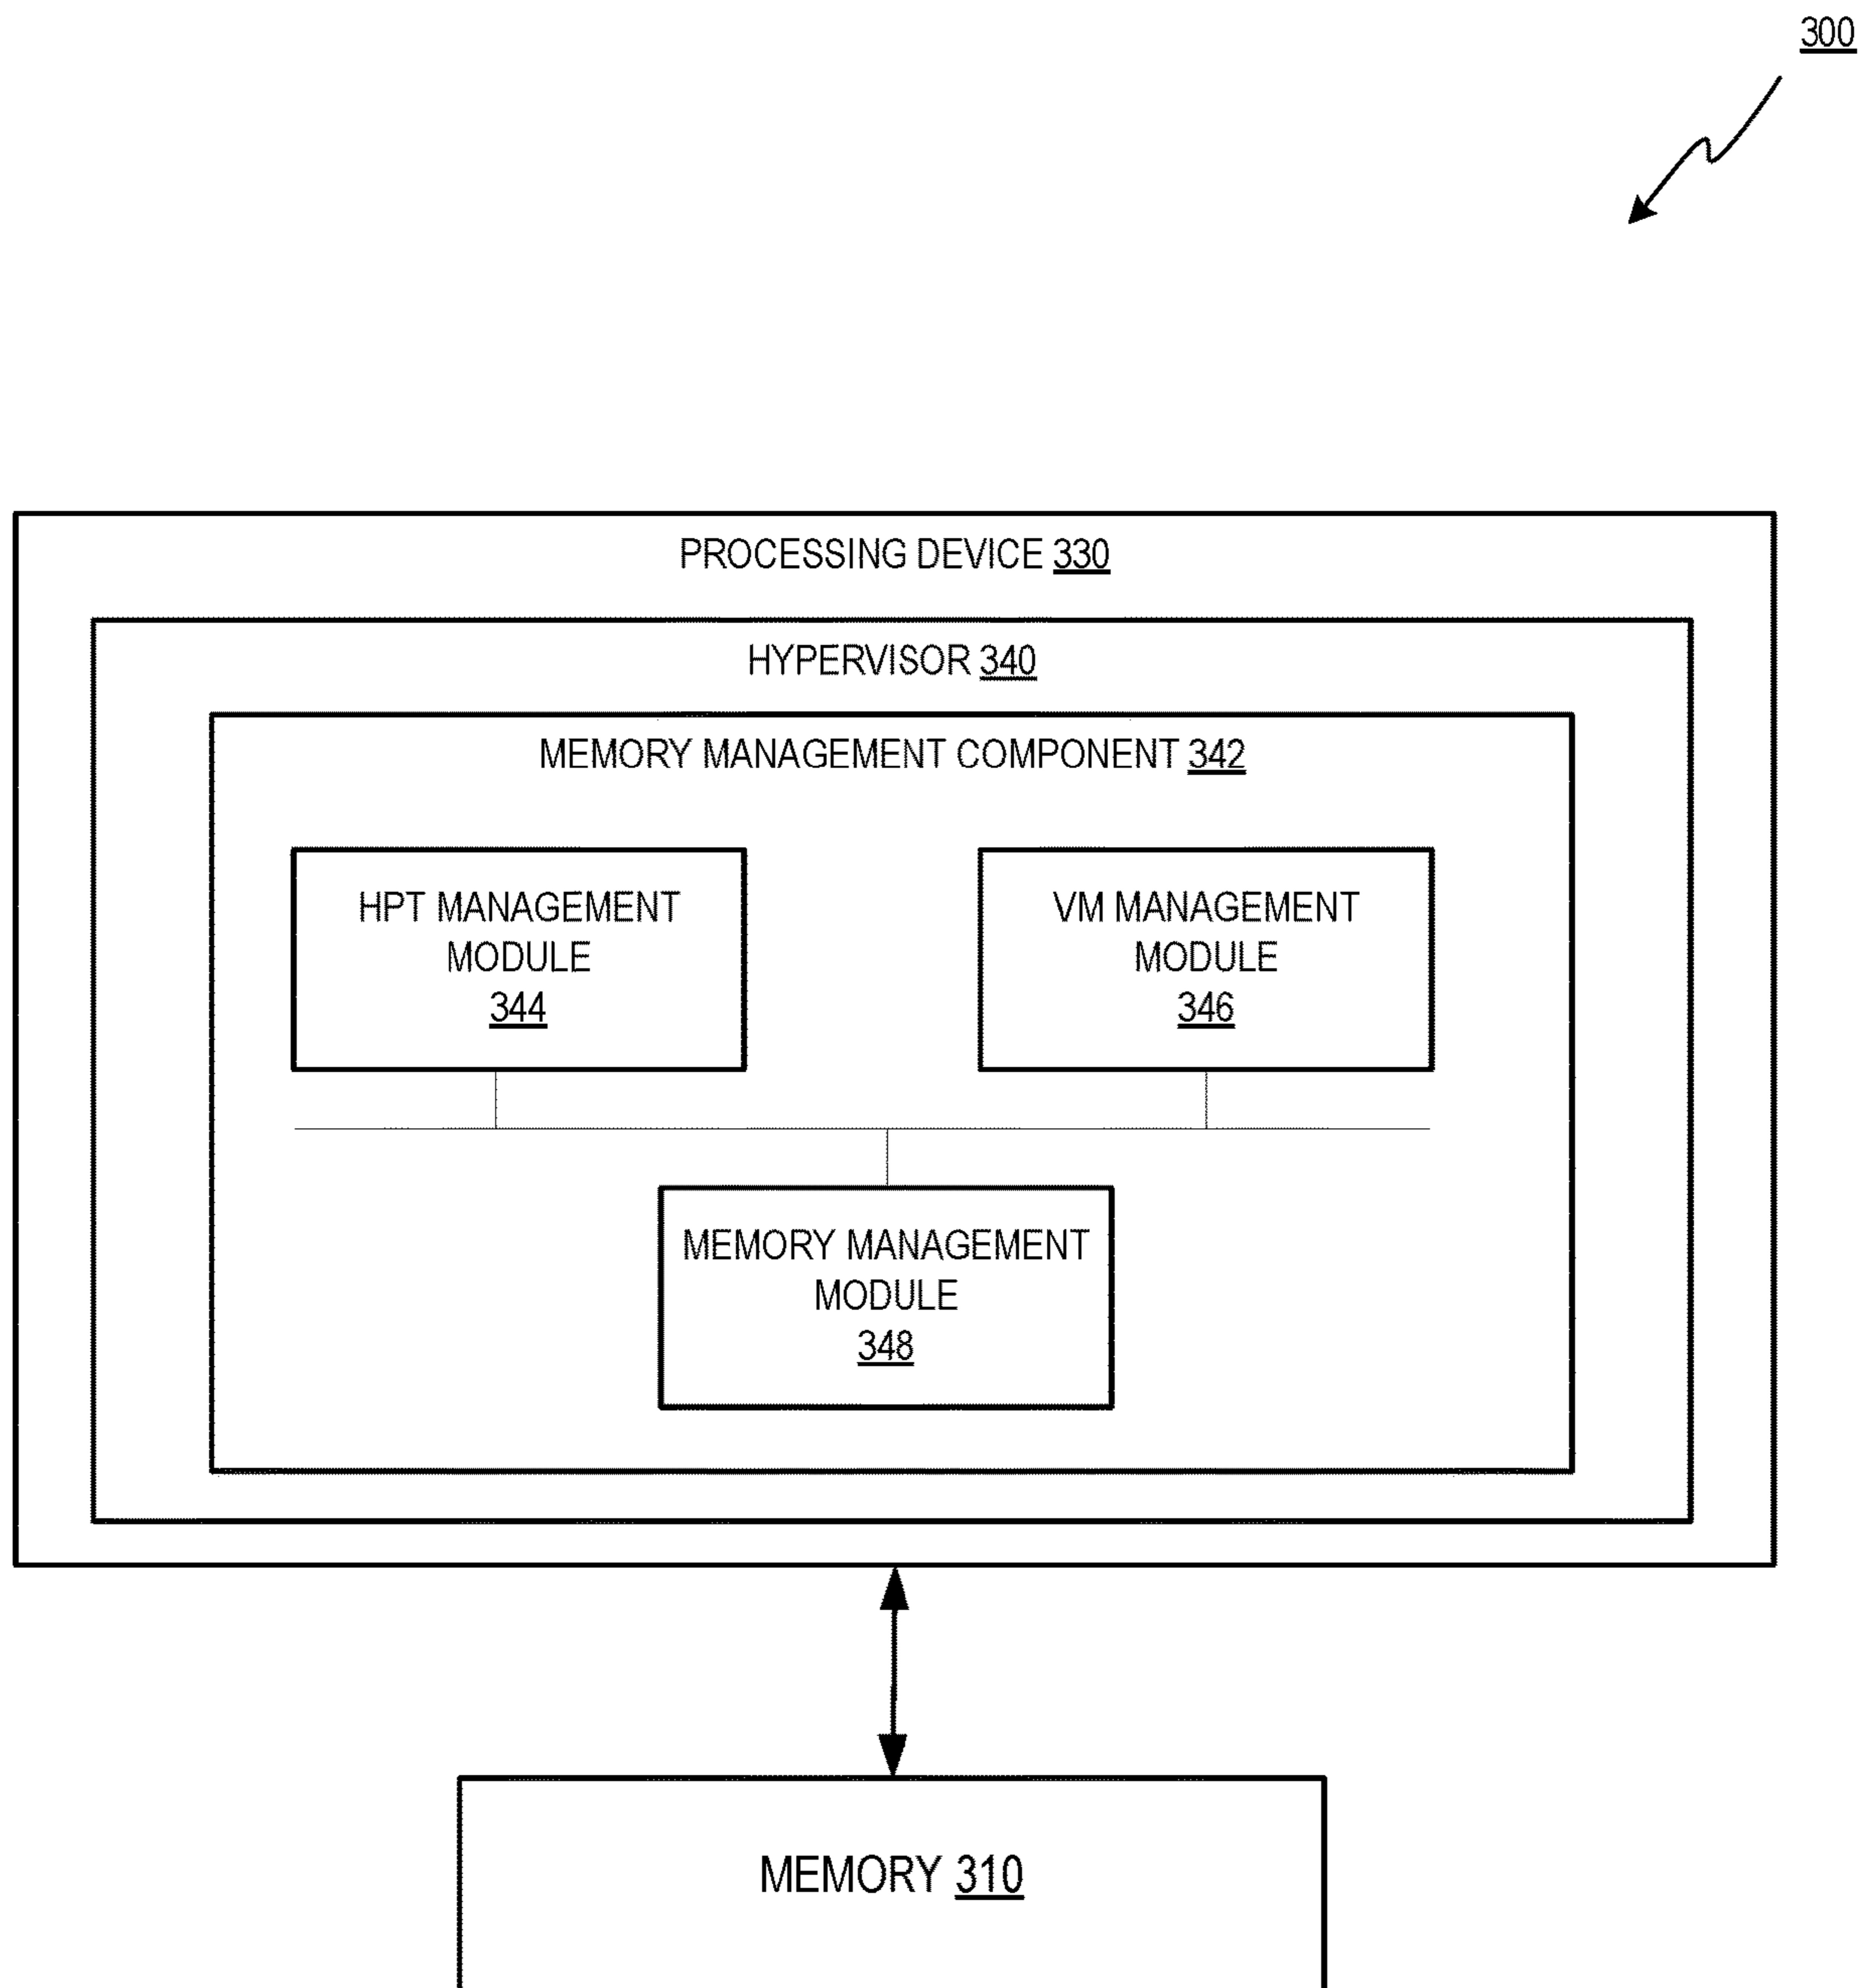 300
PROCESSING DEVICE 330
HYPERVISOR 340
MEMORY MANAGEMENT COMPONENT 342
HPT MANAGEMENT
MODULE
344
VM MANAGEMENT
MODULE
346
MEMORY MANAGEMENT
MODULE
348
MEMORY 310